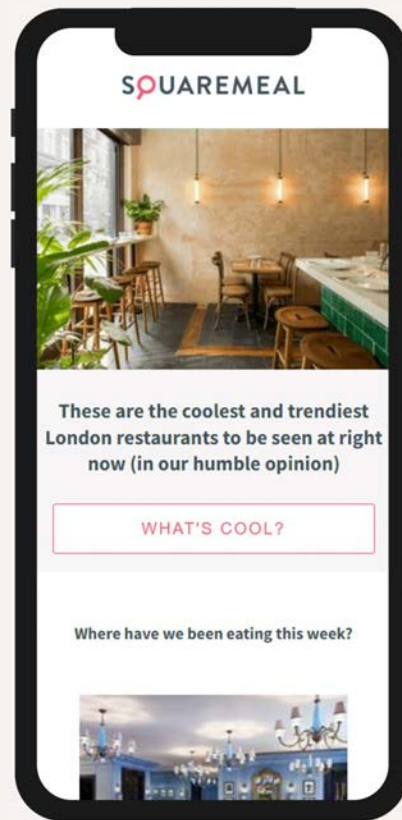 SQUAREMEAL
These are the coolest and trendiest
London restaurants to be seen at right
now (in our humble opinion)
WHAT'S COOL?
Where have we been eating this week?